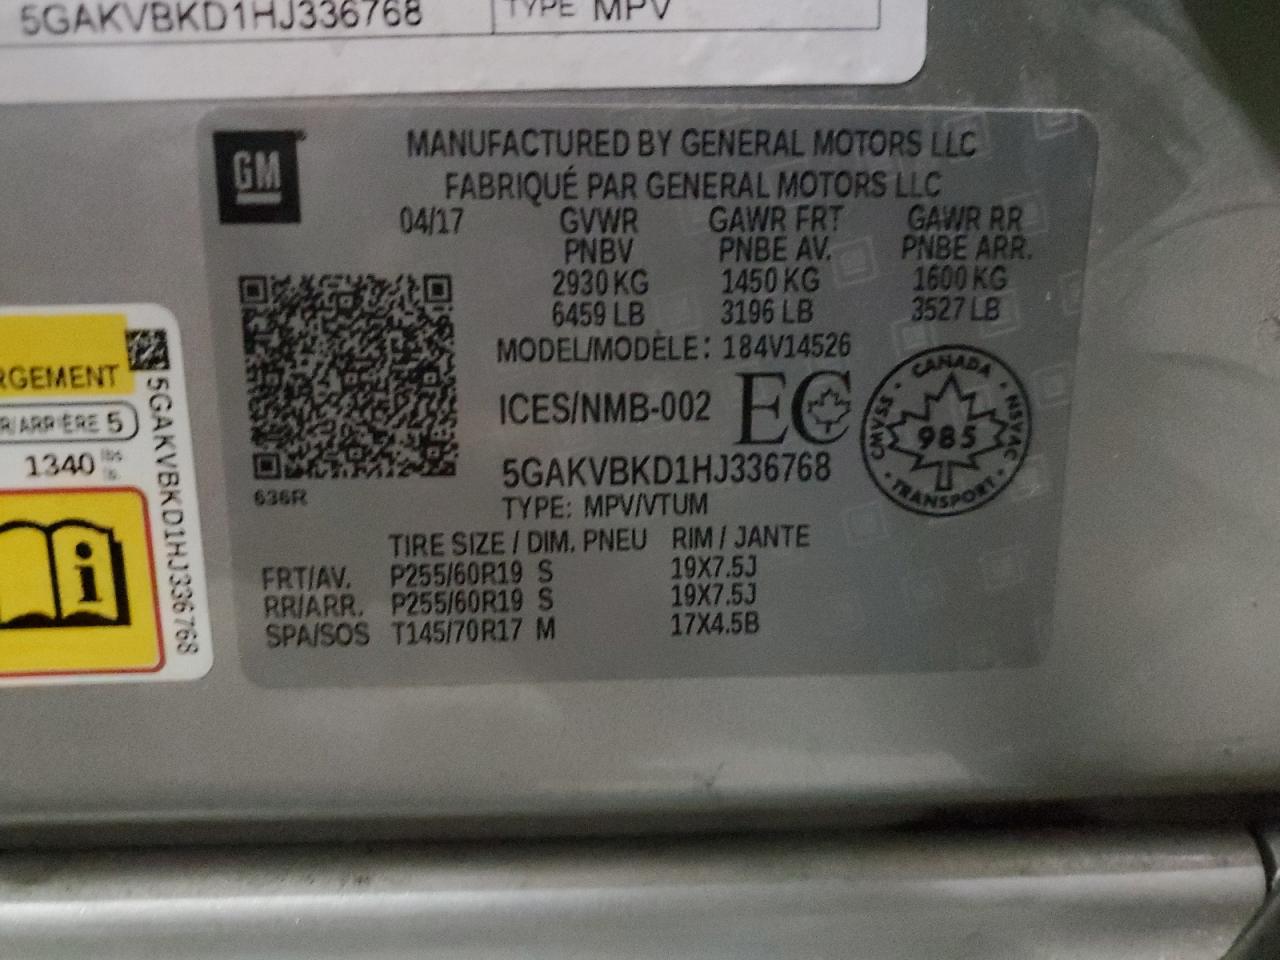 5GAKVBKD1HJ336768 TYPE MPV
GM
MANUFACTURED BY GENERAL MOTORS LLC
FABRIQUÉ PAR GENERAL MOTORS LLC
04/17 GVWR GAWR FRT GAWR RR
PNBV PNBE AV. PNBE ARR.
2930 KG 1450 KG 1600 KG
6459 LB 3196 LB 3527 LB
MODEL/MODÈLE: 184V14526
ICES/NMB-002 EC
CANADA
CMVSS 985 NSVAC
TRANSPORT
5GAKVBKD1HJ336768
TYPE: MPV/VTUM
636R
TIRE SIZE / DIM. PNEU RIM / JANTE
FRT/AV. P255/60R19 S 19X7.5J
RR/ARR. P255/60R19 S 19X7.5J
SPA/SOS T145/70R17 M 17X4.5B
RGEMENT
R/ARRIÈRE 5
1340 lbs
lb.
i
5GAKVBKD1HJ336768